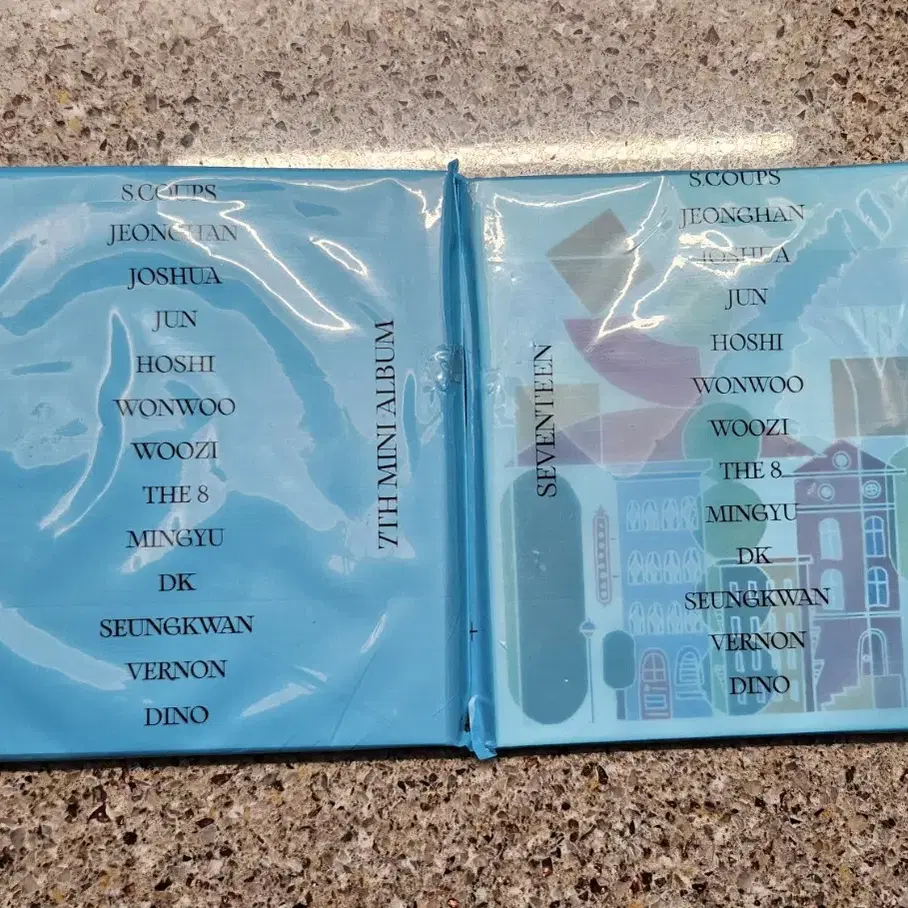 S.COUPS
JEONGHAN
JOSHUA
JUN
HOSHI
WONWOO
WOOZI
THE 8
MINGYU
DK
SEUNGKWAN
VERNON
DINO
7TH MINI ALBUM
SEVENTEEN
S.COUPS
JEONGHAN
JOSHUA
JUN
HOSHI
WONWOO
WOOZI
THE 8
MINGYU
DK
SEUNGKWAN
VERNON
DINO